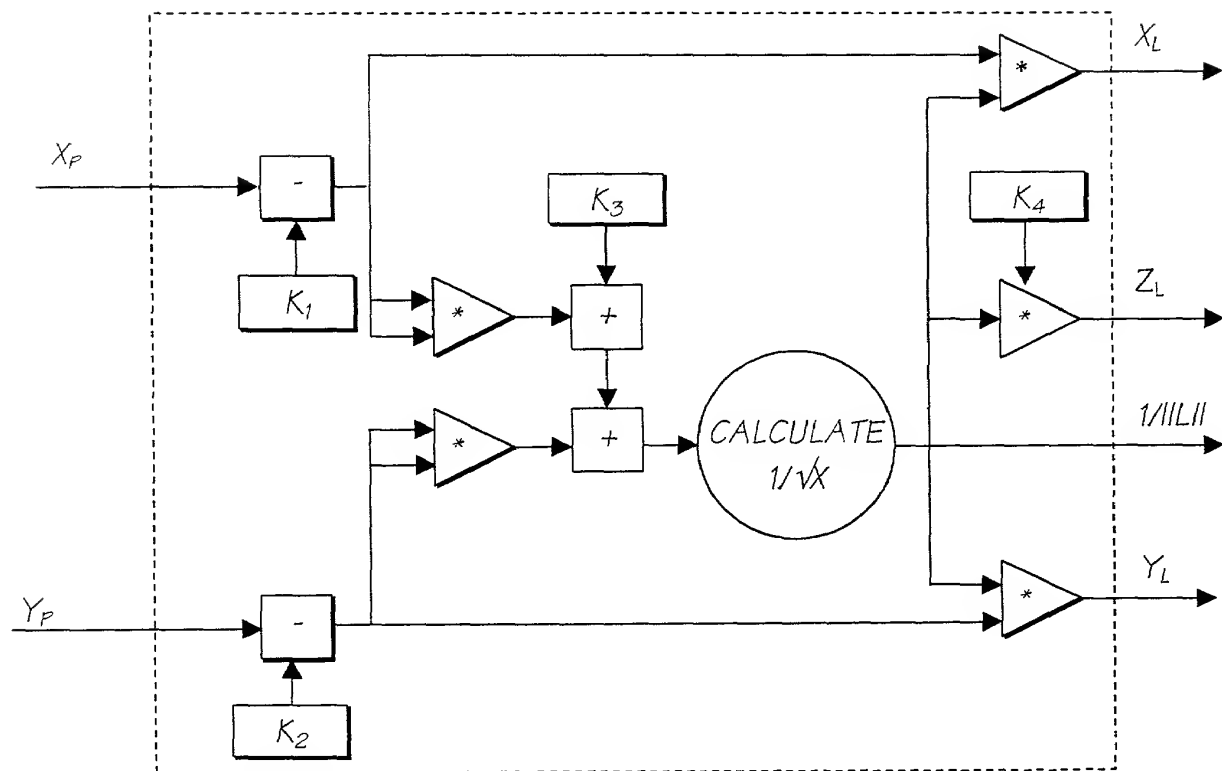 X_L
*
X_P
-
K_3
K_4
K_1
*
+
*
Z_L
*
+
CALCULATE
1/√X
1/||L||
Y_P
-
*
Y_L
K_2